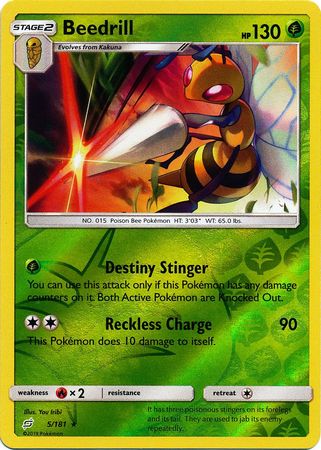 STAGE 2 Beedrill HP 130
Evolves from Kakuna
NO. 015 Poison Bee Pokémon HT: 3'03" WT: 65.0 lbs.
Destiny Stinger
You can use this attack only if this Pokémon has any damage
counters on it. Both Active Pokémon are Knocked Out.
Reckless Charge 90
This Pokémon does 10 damage to itself.
weakness × 2 resistance retreat
Illus. You Iribi
5/181 ★
©2019 Pokémon
It has three poisonous stingers on its forelegs
and its tail. They are used to jab its enemy
repeatedly.